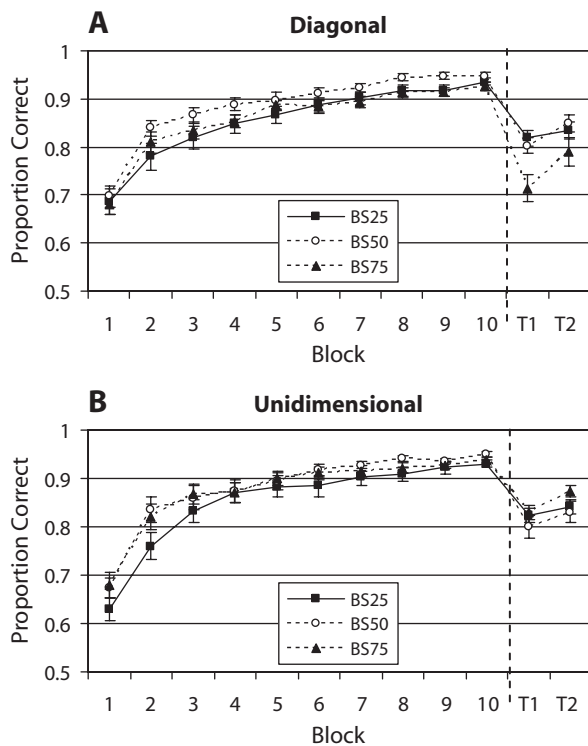 A
Diagonal
Proportion Correct
1
0.9
0.8
0.7
0.6
0.5
BS25
BS50
BS75
1 2 3 4 5 6 7 8 9 10 T1 T2
Block
B
Unidimensional
Proportion Correct
1
0.9
0.8
0.7
0.6
0.5
BS25
BS50
BS75
1 2 3 4 5 6 7 8 9 10 T1 T2
Block